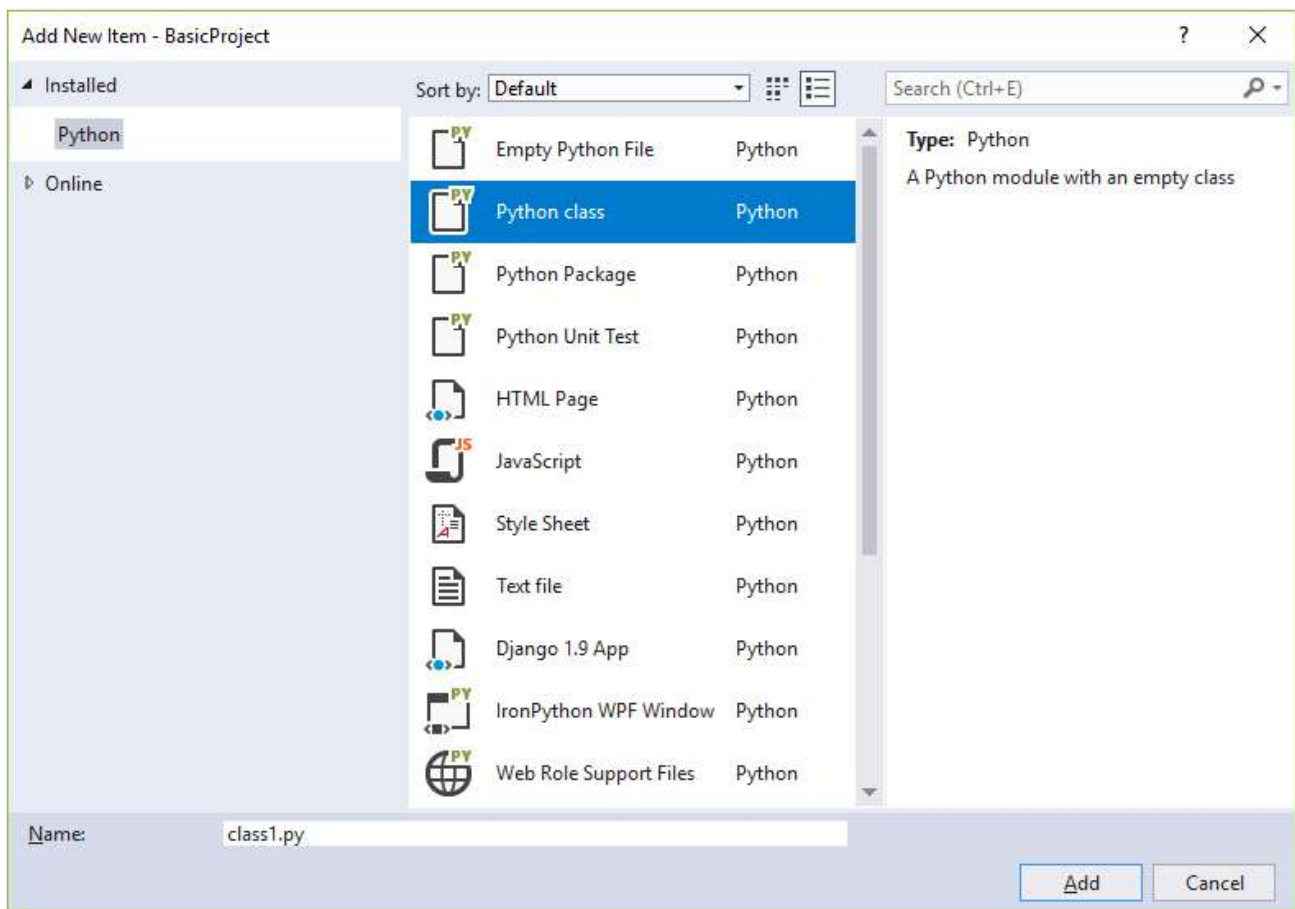 Add New Item - BasicProject
?
Installed
Python
Online
Sort by: Default
PY Empty Python File Python
PY Python class Python
PY Python Package Python
PY Python Unit Test Python
HTML Page Python
JS JavaScript Python
Style Sheet Python
Text file Python
Django 1.9 App Python
PY IronPython WPF Window Python
PY Web Role Support Files Python
Search (Ctrl+E)
Type: Python
A Python module with an empty class
Name: class1.py
Add Cancel